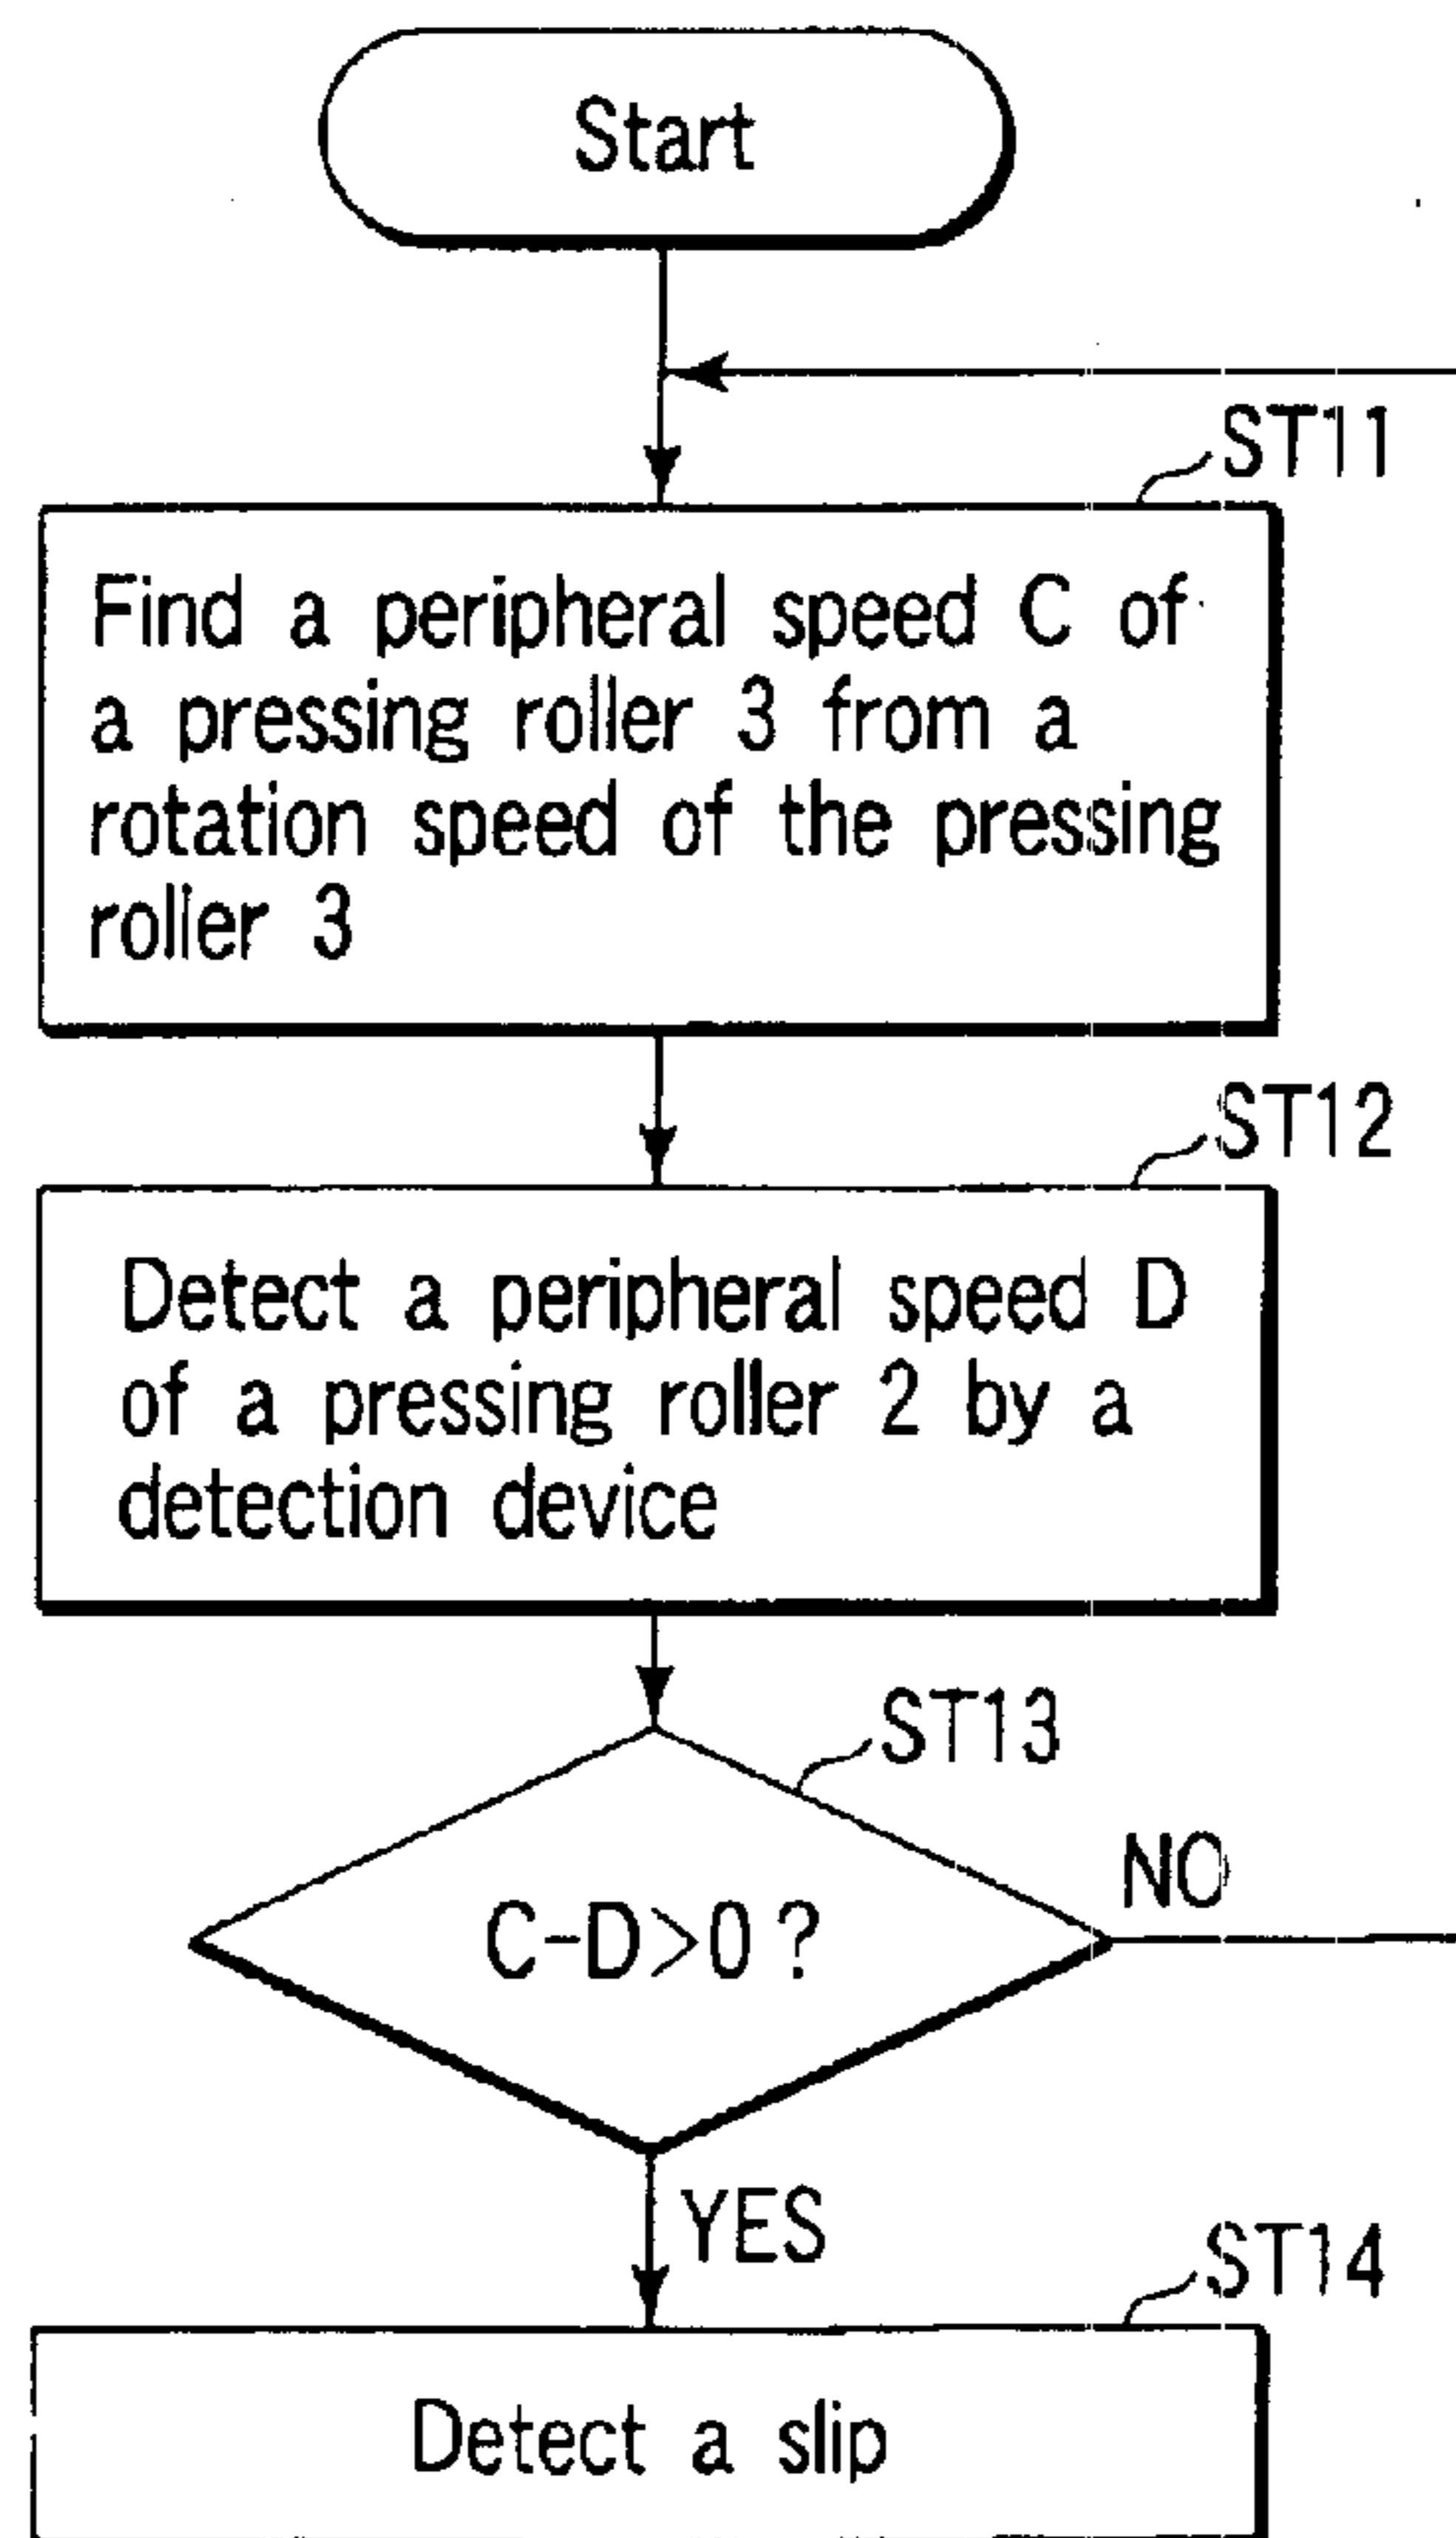 Start
ST11
Find a peripheral speed C of
a pressing roller 3 from a
rotation speed of the pressing
roller 3
ST12
Detect a peripheral speed D
of a pressing roller 2 by a
detection device
ST13
NO
C-D>0?
YES
ST14
Detect a slip